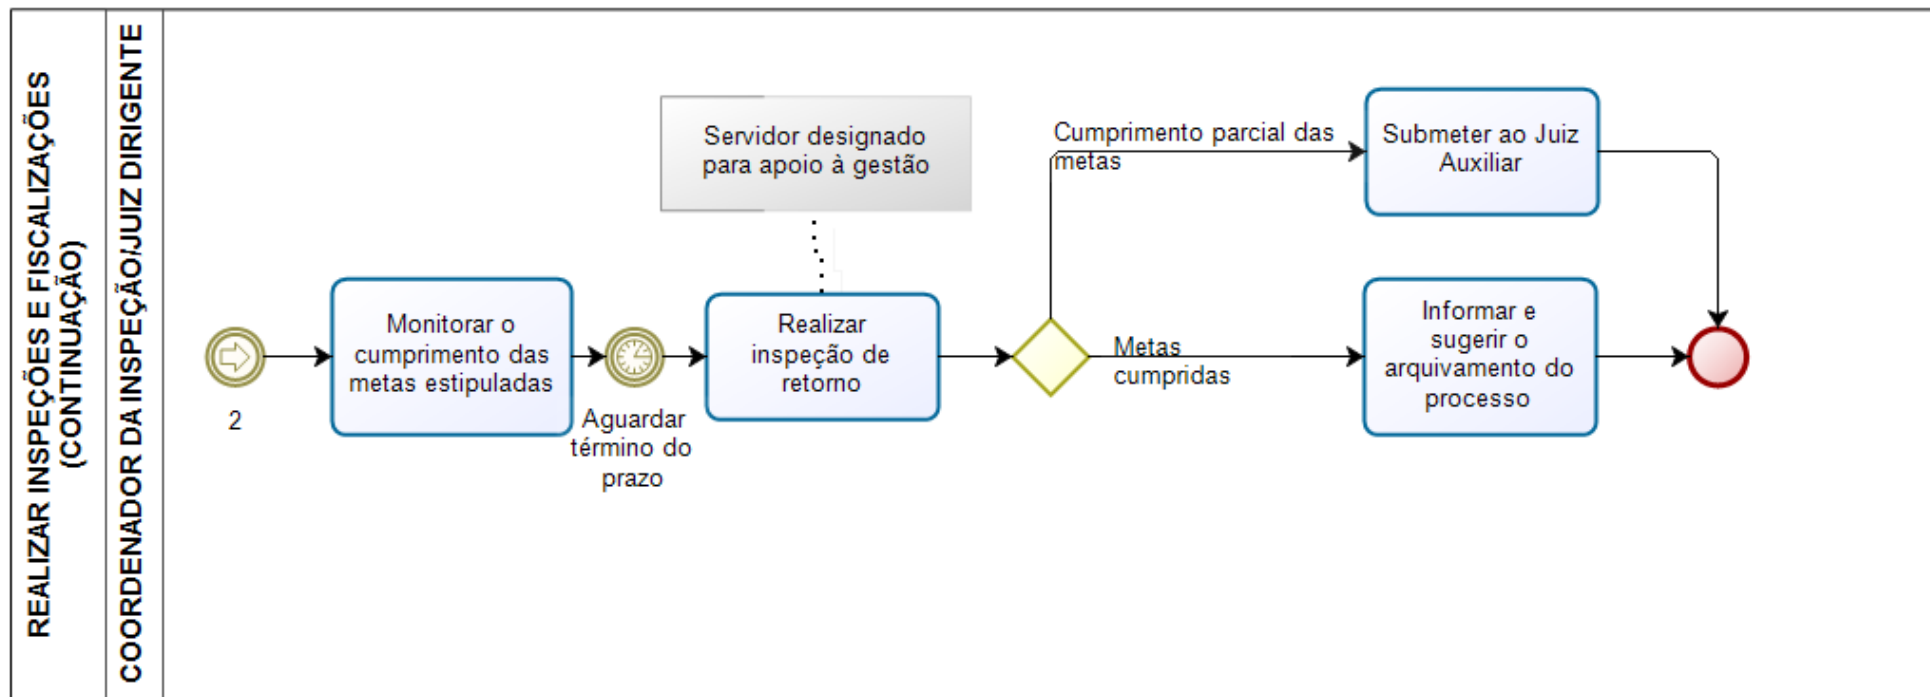 REALIZAR INSPEÇÕES E FISCALIZAÇÕES
(CONTINUAÇÃO)
COORDENADOR DA INSPEÇÃO/JUIZ DIRIGENTE
2
Monitorar o
cumprimento das
metas estipuladas
Aguardar
término do
prazo
Servidor designado
para apoio à gestão
Realizar
inspeção de
retorno
Cumprimento parcial das
metas
Submeter ao Juiz
Auxiliar
Metas
cumpridas
Informar e
sugerir o
arquivamento do
processo